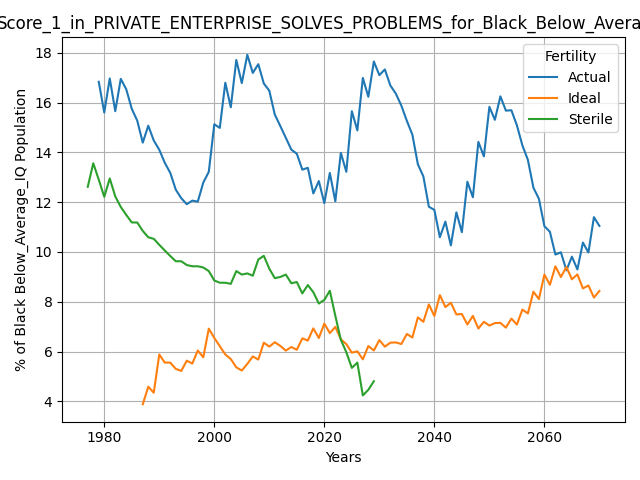 Score_1_in_PRIVATE_ENTERPRISE_SOLVES_PROBLEMS_for_Black_Below_Avera
% of Black Below_Average_IQ Population
18
16
14
12
10
8
6
4
Fertility
Actual
Ideal
Sterile
1980
2000
2020
2040
2060
Years